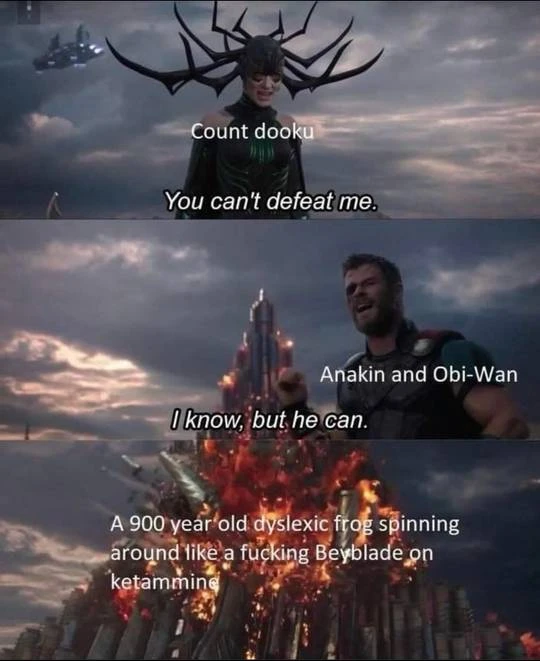 Count dooku
You can't defeat me.
Anakin and Obi-Wan
I know, but he can.
A 900 year old dyslexic frog spinning
around like a fucking Beyblade on
ketammine